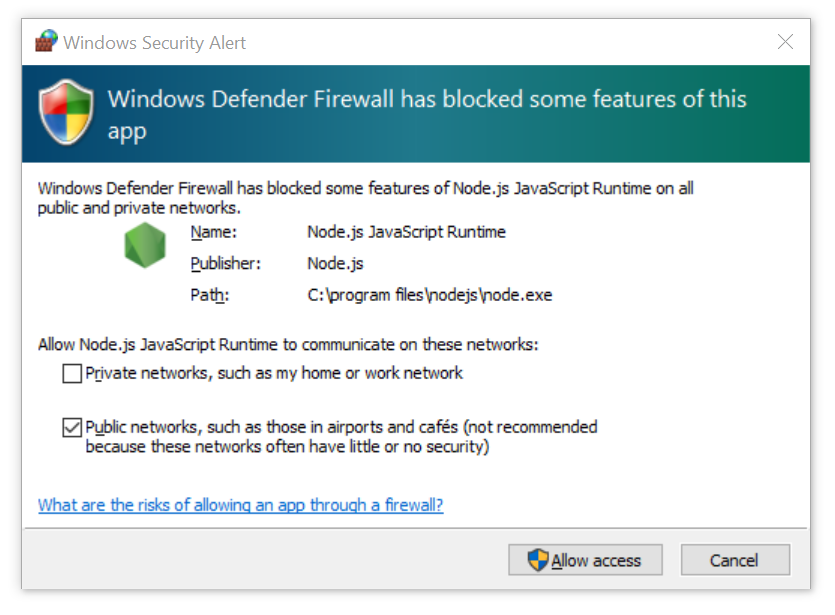 Windows Security Alert
Windows Defender Firewall has blocked some features of this
app
Windows Defender Firewall has blocked some features of Node.js JavaScript Runtime on all
public and private networks.
Name: Node.js JavaScript Runtime
Publisher: Node.js
Path: C:\program files\nodejs\node.exe
Allow Node.js JavaScript Runtime to communicate on these networks:
Private networks, such as my home or work network
Public networks, such as those in airports and cafés (not recommended
because these networks often have little or no security)
What are the risks of allowing an app through a firewall?
Allow access Cancel